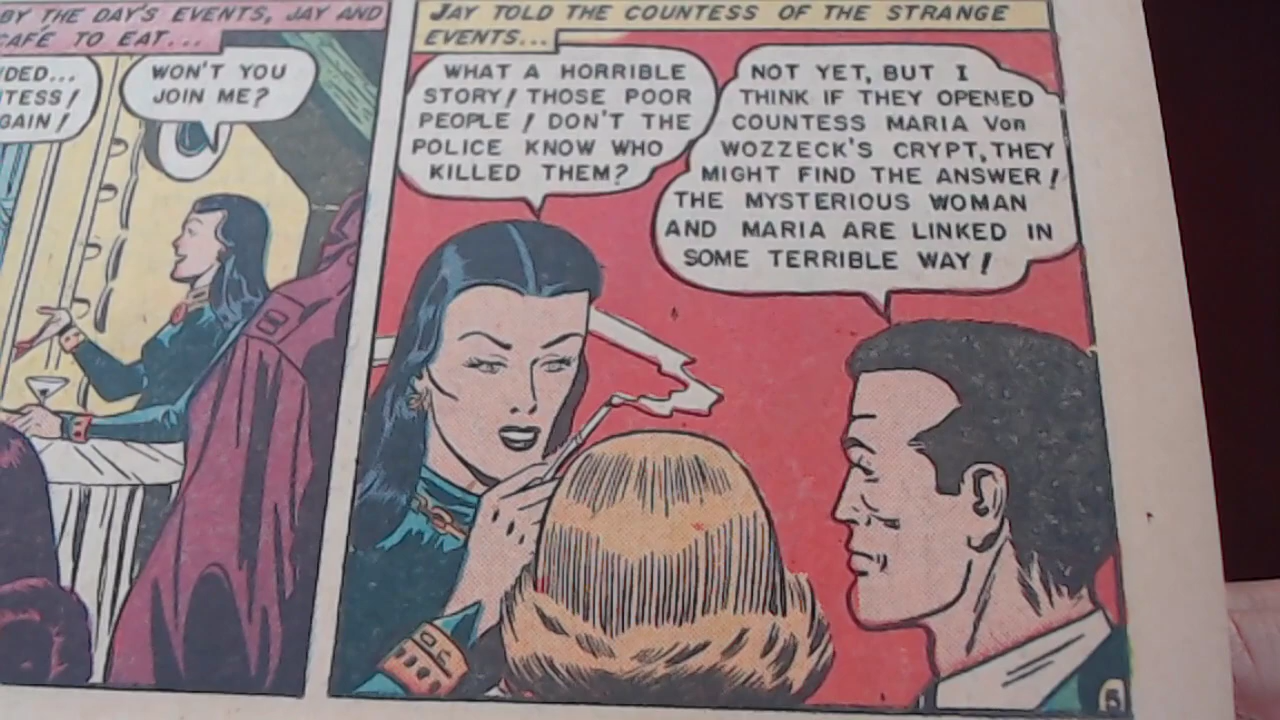 BY THE DAY'S EVENTS, JAY AND
CAFÉ TO EAT...
DED...
TESS!
GAIN!
WON'T YOU
JOIN ME?
JAY TOLD THE COUNTESS OF THE STRANGE
EVENTS...
WHAT A HORRIBLE
STORY! THOSE POOR
PEOPLE! DON'T THE
POLICE KNOW WHO
KILLED THEM?
NOT YET, BUT I
THINK IF THEY OPENED
COUNTESS MARIA Von
WOZZECK'S CRYPT, THEY
MIGHT FIND THE ANSWER!
THE MYSTERIOUS WOMAN
AND MARIA ARE LINKED IN
SOME TERRIBLE WAY!
5